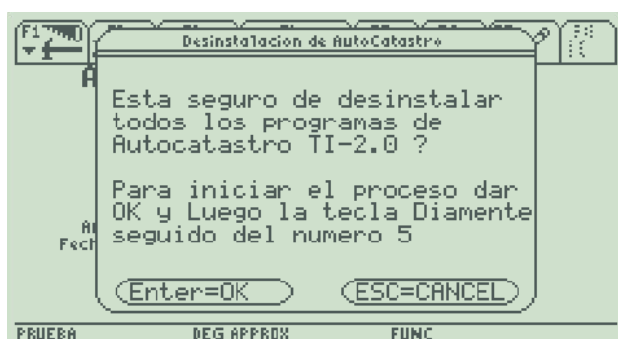 F1
Desinstalacion de AutoCatastro
Esta seguro de desinstalar
todos los programas de
Autocatastro TI-2.0 ?
Para iniciar el proceso dar
OK y Luego la tecla Diamente
seguido del numero 5
Fech
Enter=OK
ESC=CANCEL
PRUEBA DEG APPROX FUNC